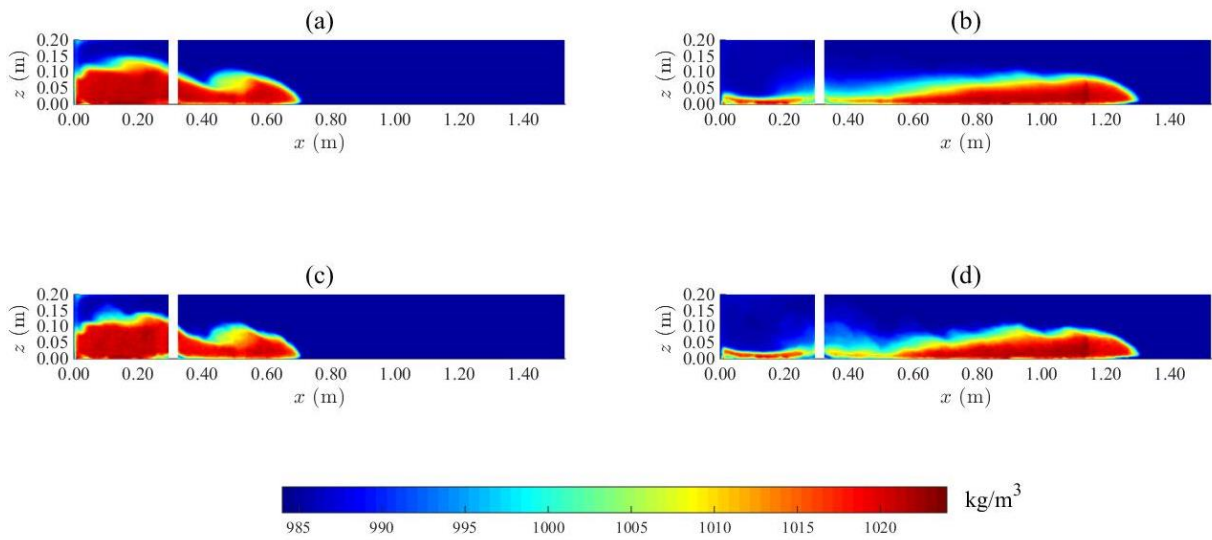 (a) (b)
z (m) 0.20 0.15 0.10 0.05 0.00 z (m) 0.20 0.15 0.10 0.05 0.00
0.00 0.20 0.40 0.60 0.80 1.00 1.20 1.40 0.00 0.20 0.40 0.60 0.80 1.00 1.20 1.40
x (m) x (m)
(c) (d)
z (m) 0.20 0.15 0.10 0.05 0.00 z (m) 0.20 0.15 0.10 0.05 0.00
0.00 0.20 0.40 0.60 0.80 1.00 1.20 1.40 0.00 0.20 0.40 0.60 0.80 1.00 1.20 1.40
x (m) x (m)
kg/m³
985 990 995 1000 1005 1010 1015 1020